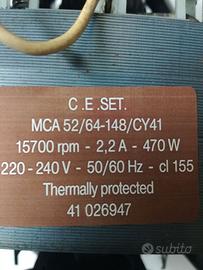 C .E .SET.
MCA 52/64-148/CY41
15700 rpm - 2,2 A - 470 W
220 - 240 V - 50/60 Hz - cl 155
Thermally protected
41 026947
subito